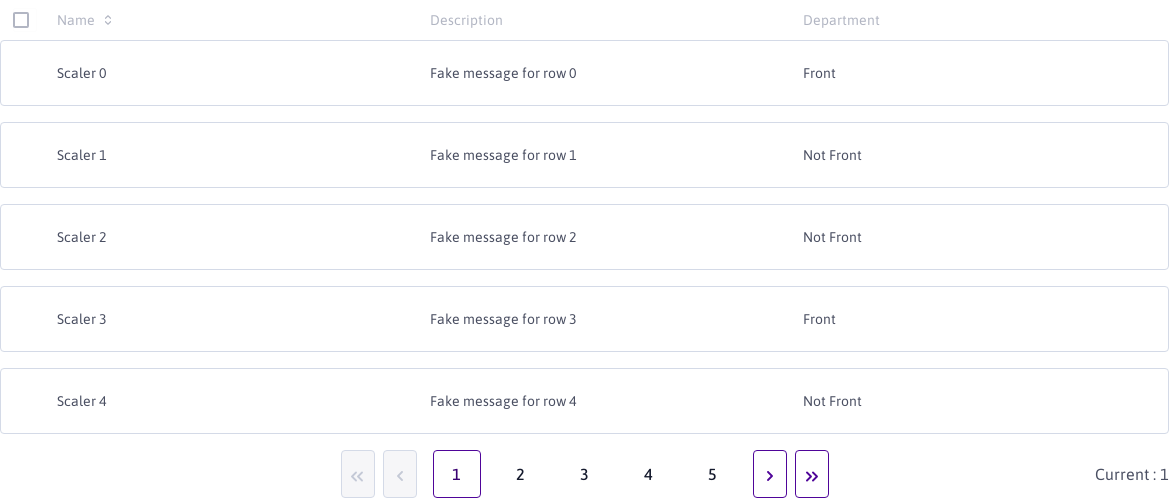 Name Description Department
Scaler 0 Fake message for row 0 Front
Scaler 1 Fake message for row 1 Not Front
Scaler 2 Fake message for row 2 Not Front
Scaler 3 Fake message for row 3 Front
Scaler 4 Fake message for row 4 Not Front
1 2 3 4 5 Current : 1